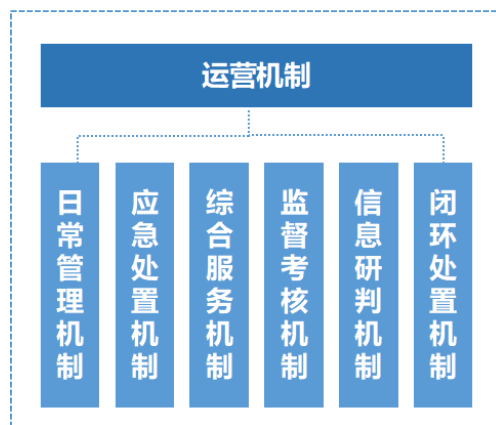 运营机制
日常管理机制
应急处置机制
综合服务机制
监督考核机制
信息研判机制
闭环处置机制